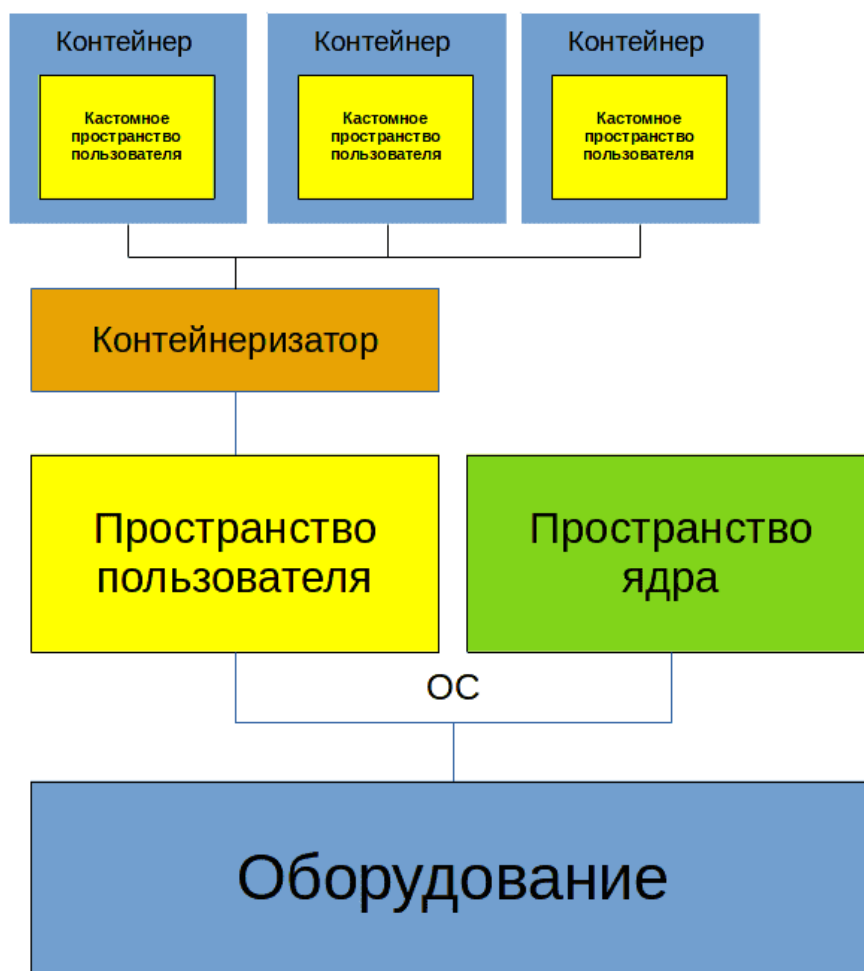 Контейнер
Контейнер
Контейнер
Кастомное
пространство
пользователя
Кастомное
пространство
пользователя
Кастомное
пространство
пользователя
Контейнеризатор
Пространство
пользователя
Пространство
ядра
ОС
Оборудование